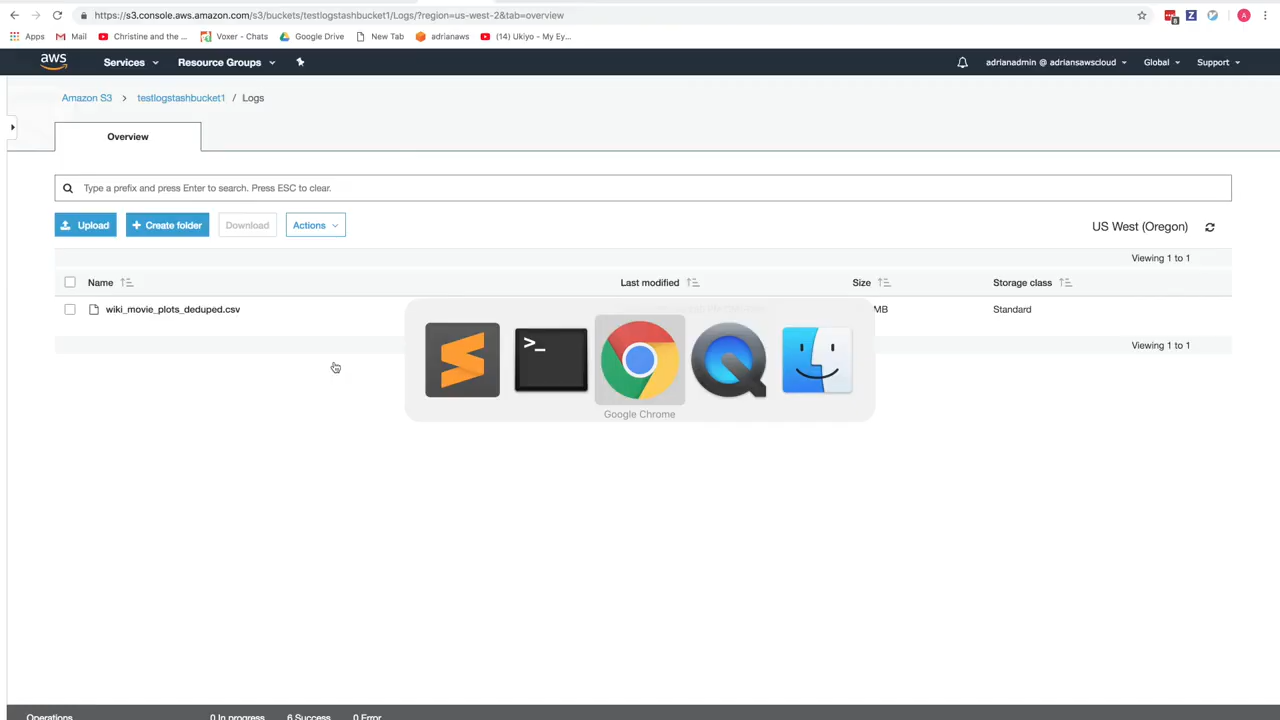 https://s3.console.aws.amazon.com/s3/buckets/testlogstashbucket1/Logs/?region=us-west-2&tab=overview
Apps Mail Christine and the ... Voxer - Chats Google Drive New Tab adrianaws (14) Ukiyo - My Ey...
aws Services Resource Groups adrianadmin @ adriansawscloud Global Support
Amazon S3 > testlogstashbucket1 / Logs
Overview
Type a prefix and press Enter to search. Press ESC to clear.
Upload + Create folder Download Actions US West (Oregon)
Viewing 1 to 1
Name Last modified Size Storage class
wiki_movie_plots_deduped.csv MB Standard
Viewing 1 to 1
>_
Google Chrome
Operations 0 In progress 6 Success 0 Error